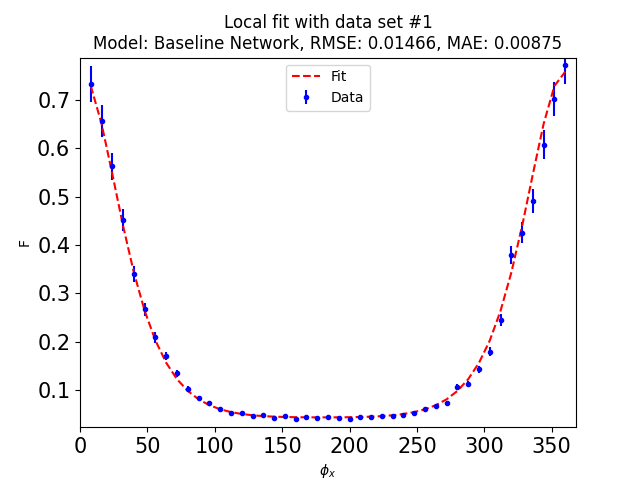 Local fit with data set #1
Model: Baseline Network, RMSE: 0.01466, MAE: 0.00875
Fit
Data
0.7
0.6
0.5
0.4
0.3
0.2
0.1
F
0 50 100 150 200 250 300 350
ϕx